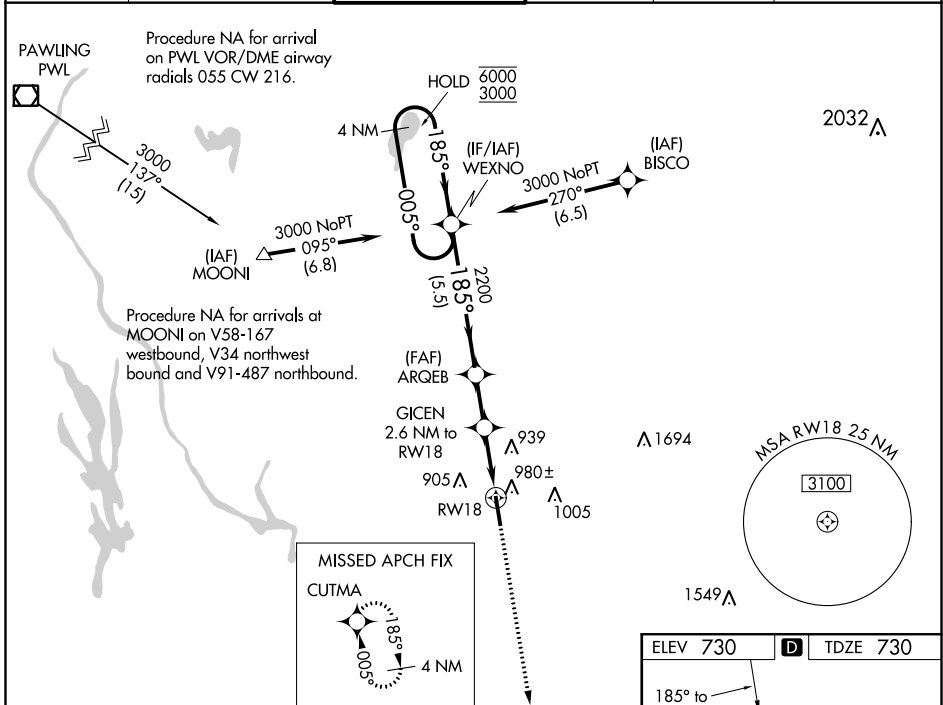 PAWLING
PWL
Procedure NA for arrival
on PWL VOR/DME airway
radials 055 CW 216.
HOLD 6000
3000
4 NM
185°
005°
(IF/IAF)
WEXNO
(IAF)
BISCO
2032
3000 NoPT
270°
(6.5)
3000
137°
(15)
3000 NoPT
095°
(6.8)
(IAF)
MOONI
2200
185°
(5.5)
Procedure NA for arrivals at
MOONI on V58-167
westbound, V34 northwest
bound and V91-487 northbound.
(FAF)
ARQEB
GICEN
2.6 NM to
RW18
939
1694
905
980±
RW18
1005
MSA RW18 25 NM
3100
1549
MISSED APCH FIX
CUTMA
185°
005°
4 NM
ELEV 730 D TDZE 730
185° to